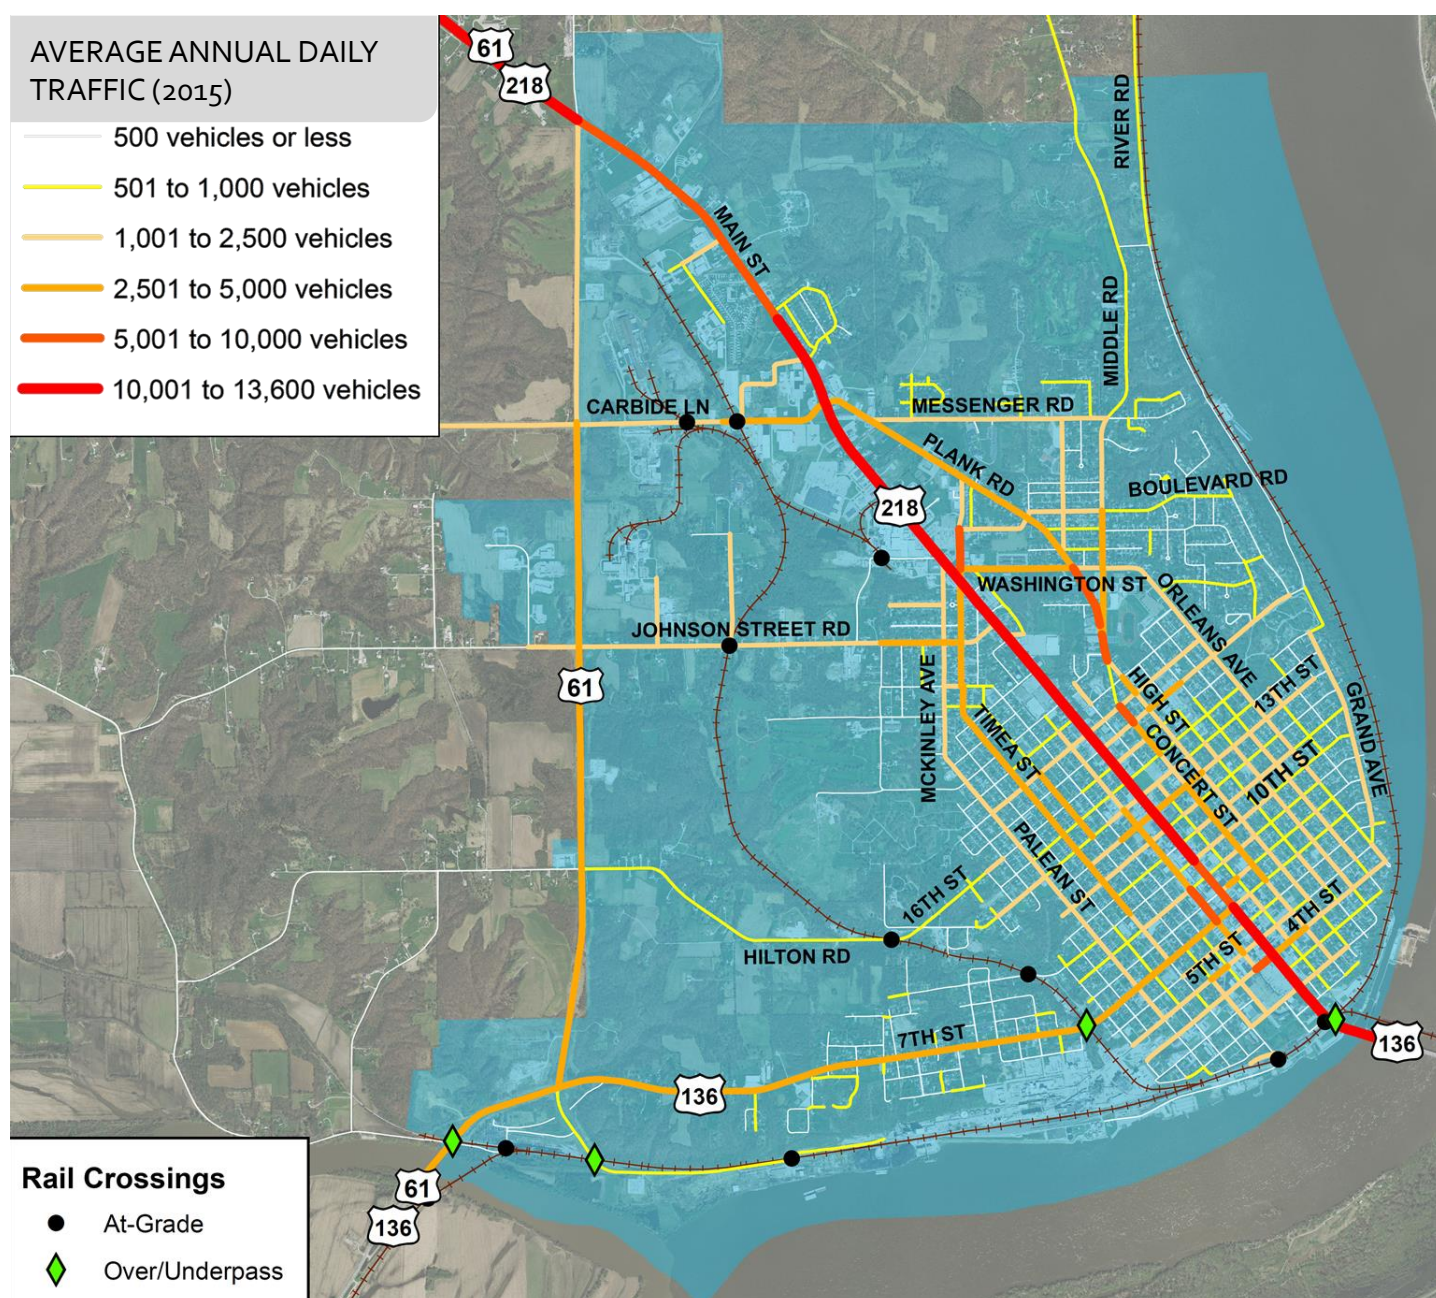 AVERAGE ANNUAL DAILY
TRAFFIC (2015)
500 vehicles or less
501 to 1,000 vehicles
1,001 to 2,500 vehicles
2,501 to 5,000 vehicles
5,001 to 10,000 vehicles
10,001 to 13,600 vehicles
61
218
RIVER RD
MAIN ST
MIDDLE RD
CARBIDE LN
MESSENGER RD
PLANK RD
BOULEVARD RD
218
WASHINGTON ST
ORLEANS AVE
JOHNSON STREET RD
61
MCKINLEY AVE
HIGH ST
13TH ST
GRAND AVE
TIMEA ST
CONCERT ST
10TH ST
PALEAN ST
16TH ST
4TH ST
HILTON RD
5TH ST
7TH ST
136
136
61
136
Rail Crossings
At-Grade
Over/Underpass